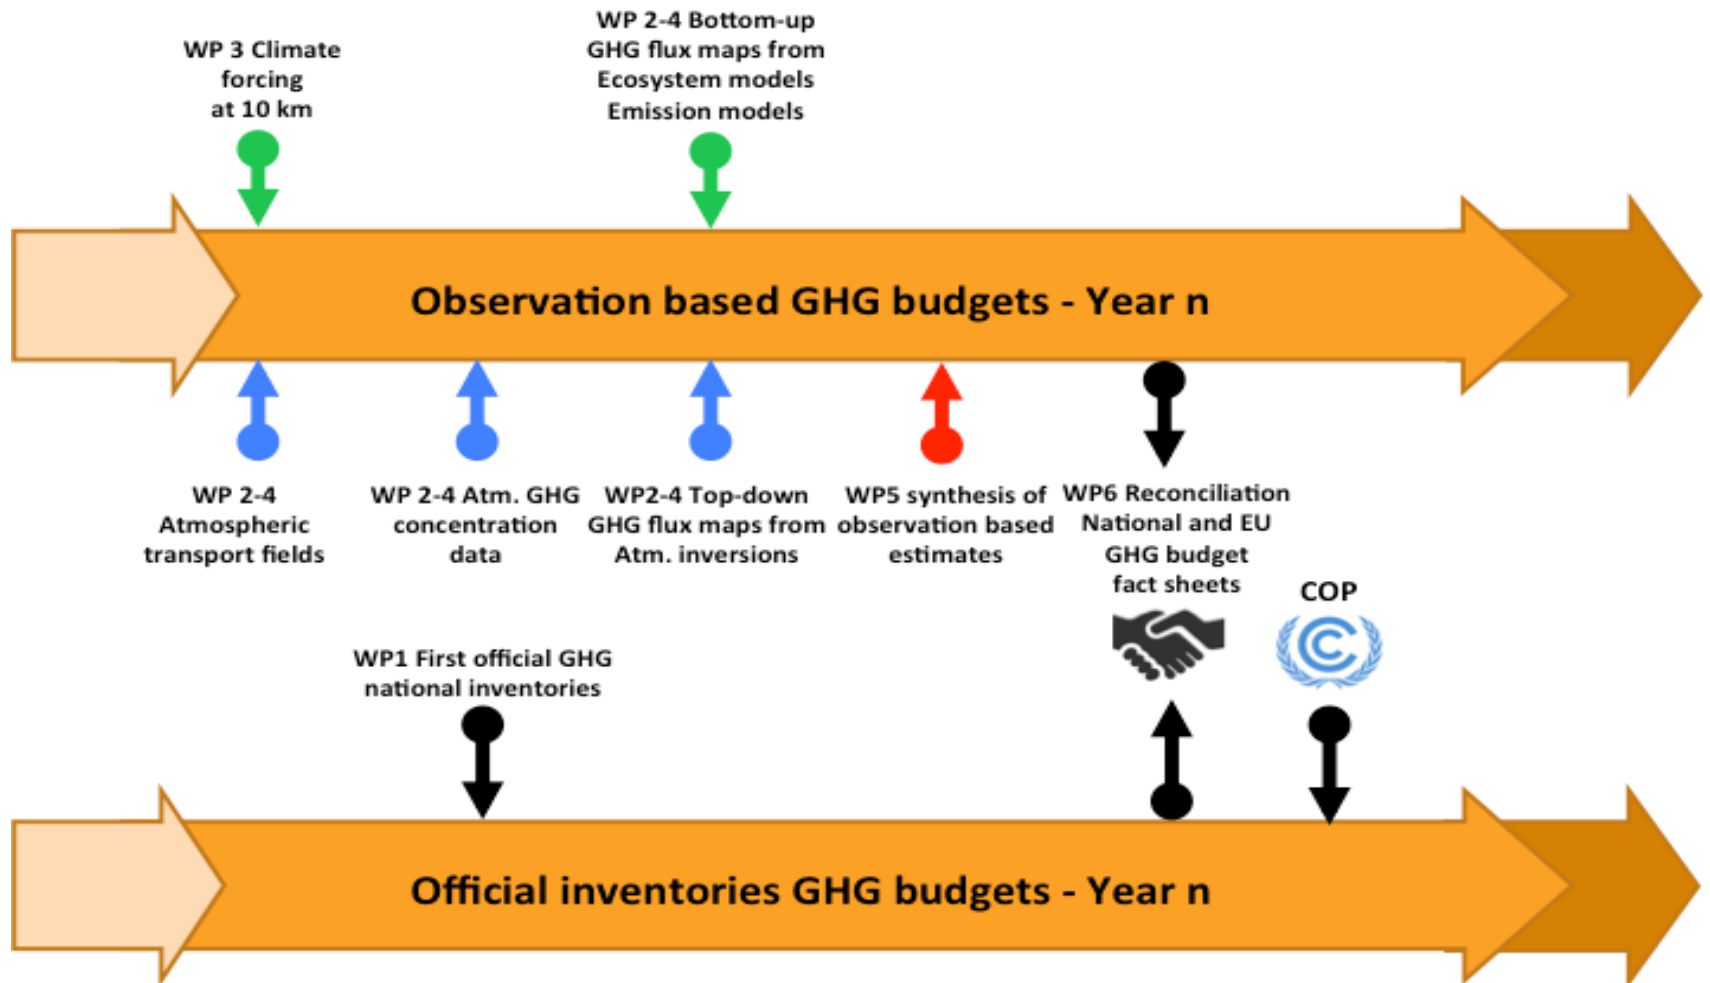 WP 3 Climate
forcing
at 10 km
WP 2-4 Bottom-up
GHG flux maps from
Ecosystem models
Emission models
Observation based GHG budgets - Year n
WP 2-4
Atmospheric
transport fields
WP 2-4 Atm. GHG
concentration
data
WP2-4 Top-down
GHG flux maps from
Atm. inversions
WP5 synthesis of
observation based
estimates
WP6 Reconciliation
National and EU
GHG budget
fact sheets
COP
WP1 First official GHG
national inventories
Official inventories GHG budgets - Year n